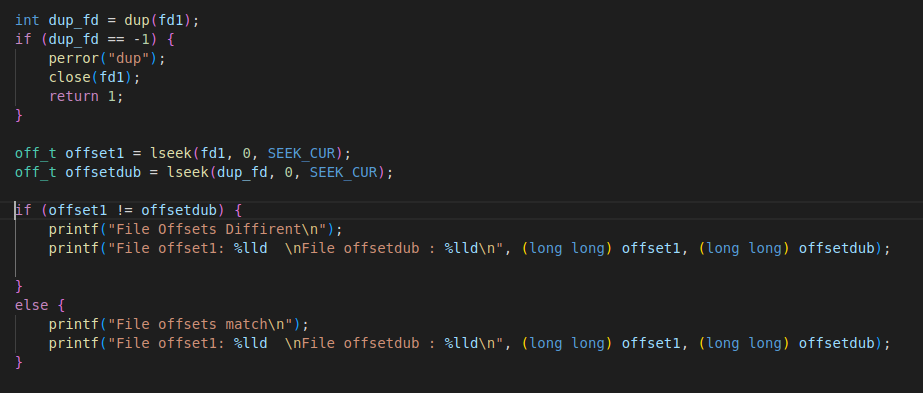 int dup_fd = dup(fd1);
if (dup_fd == -1) {
    perror("dup");
    close(fd1);
    return 1;
}
off_t offset1 = lseek(fd1, 0, SEEK_CUR);
off_t offsetdub = lseek(dup_fd, 0, SEEK_CUR);
if (offset1 != offsetdub) {
    printf("File Offsets Diffirent\n");
    printf("File offset1: %lld  \nFile offsetdub : %lld\n", (long long) offset1, (long long) offsetdub);
}
else {
    printf("File offsets match\n");
    printf("File offset1: %lld  \nFile offsetdub : %lld\n", (long long) offset1, (long long) offsetdub);
}